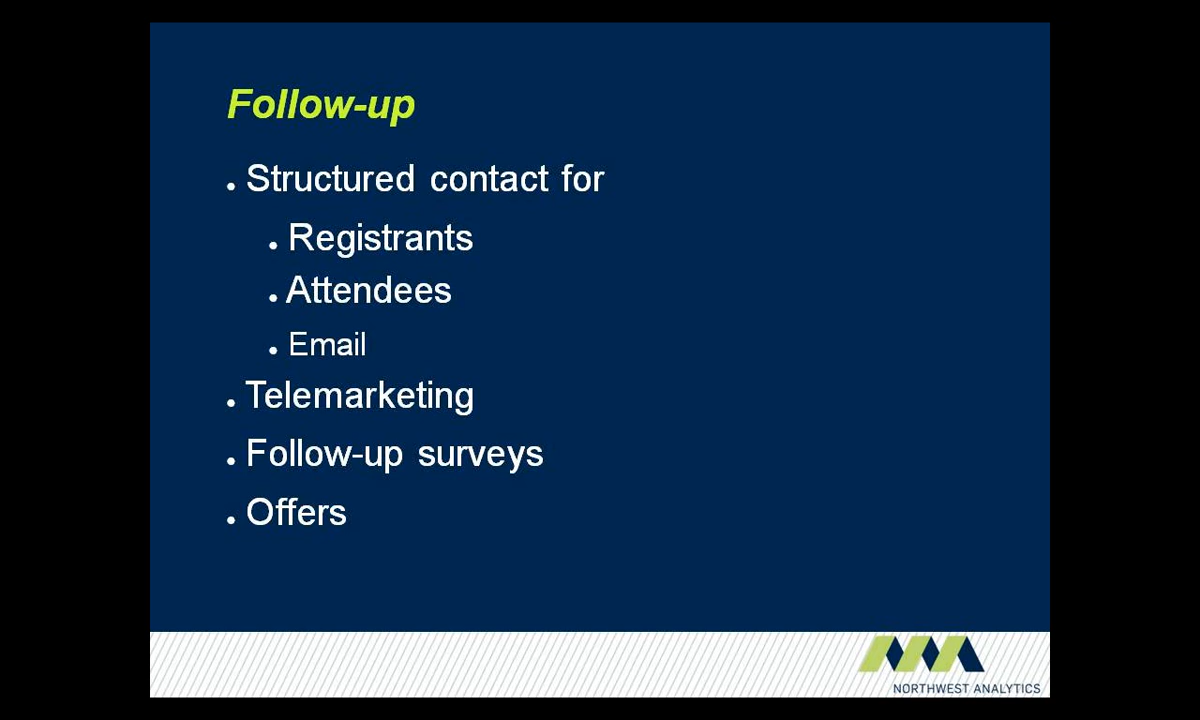 Follow-up
• Structured contact for
• Registrants
• Attendees
• Email
• Telemarketing
• Follow-up surveys
• Offers
NORTHWEST ANALYTICS